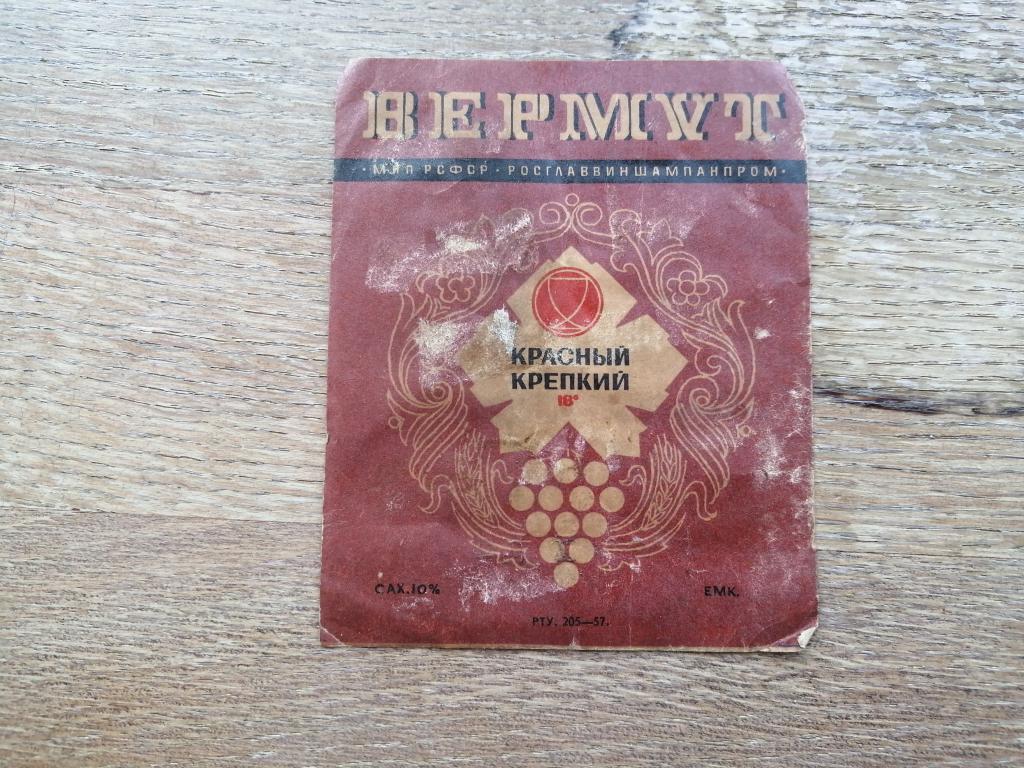 ВЕРМУТ
· МПП РСФСР · РОСГЛАВВИНШАМПАНПРОМ ·
КРАСНЫЙ
КРЕПКИЙ
18°
САХ. 10% ЕМК.
РТУ. 205—57.